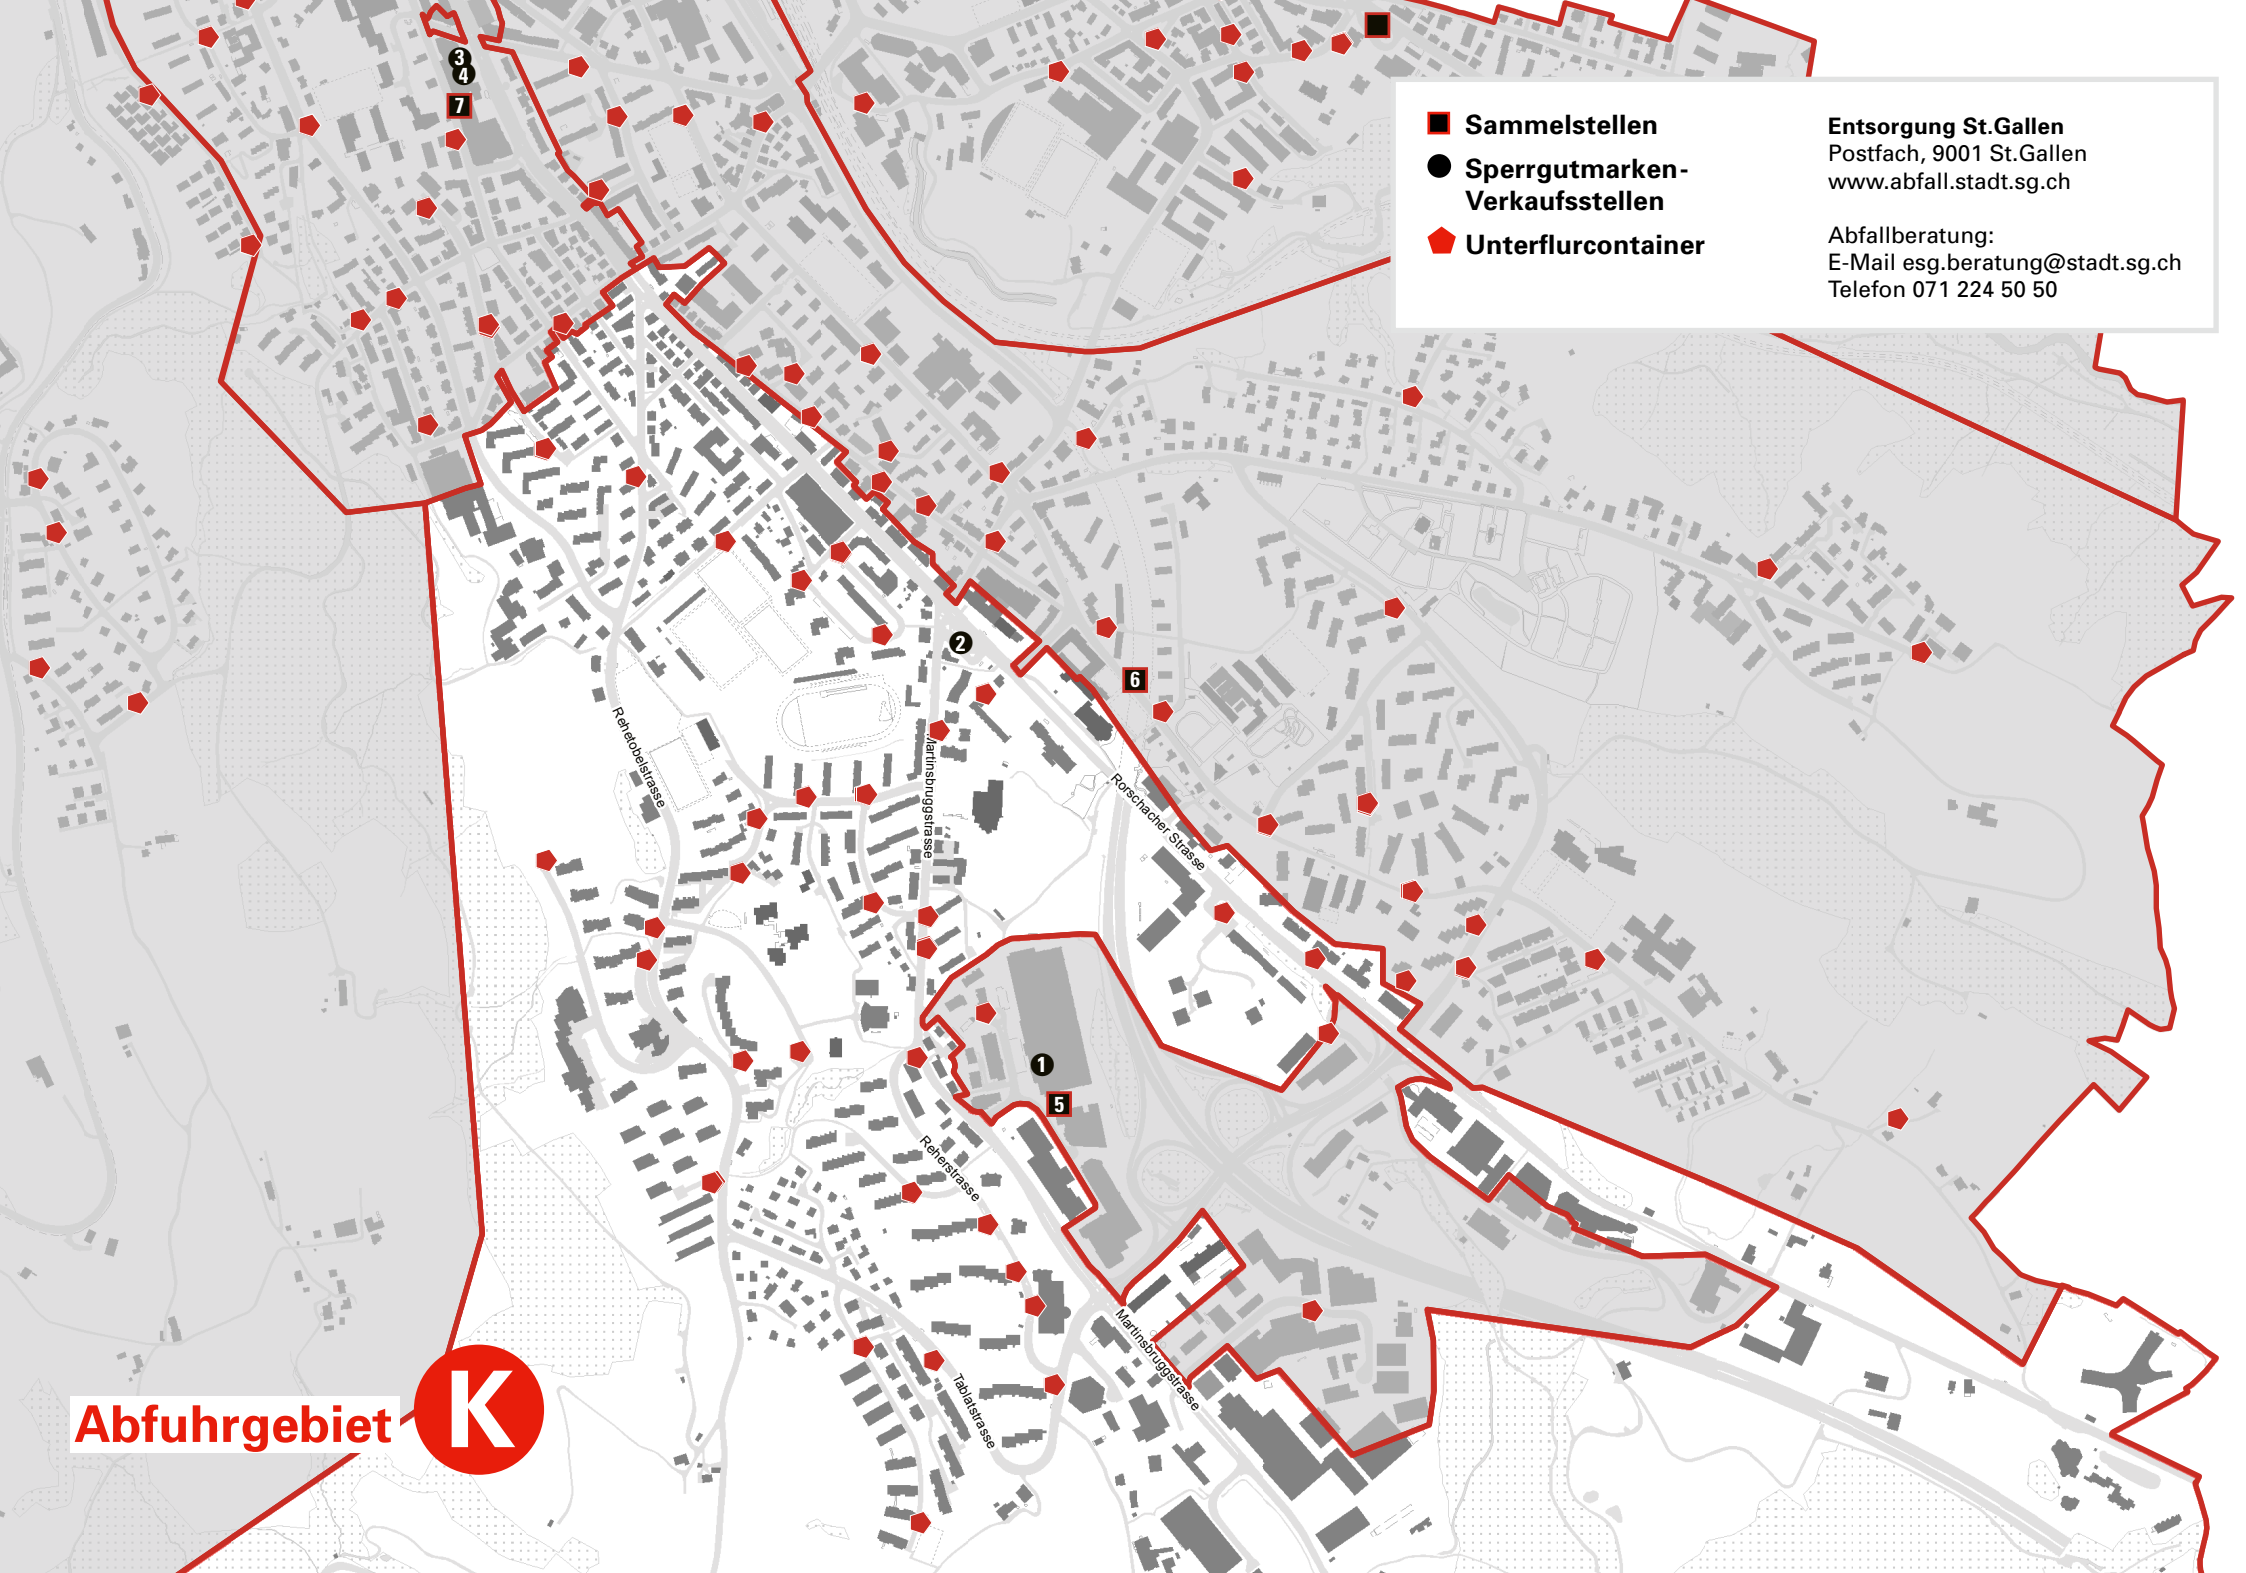 3
4
7
Sammelstellen
Sperrgutmarken-
Verkaufsstellen
Unterflurcontainer
Entsorgung St.Gallen
Postfach, 9001 St.Gallen
www.abfall.stadt.sg.ch
Abfallberatung:
E-Mail esg.beratung@stadt.sg.ch
Telefon 071 224 50 50
2
6
Rehetobelstrasse
Martinsbruggstrasse
Rorschacher Strasse
1
5
Reherstrasse
Martinsbruggstrasse
Tablatstrasse
Abfuhrgebiet K